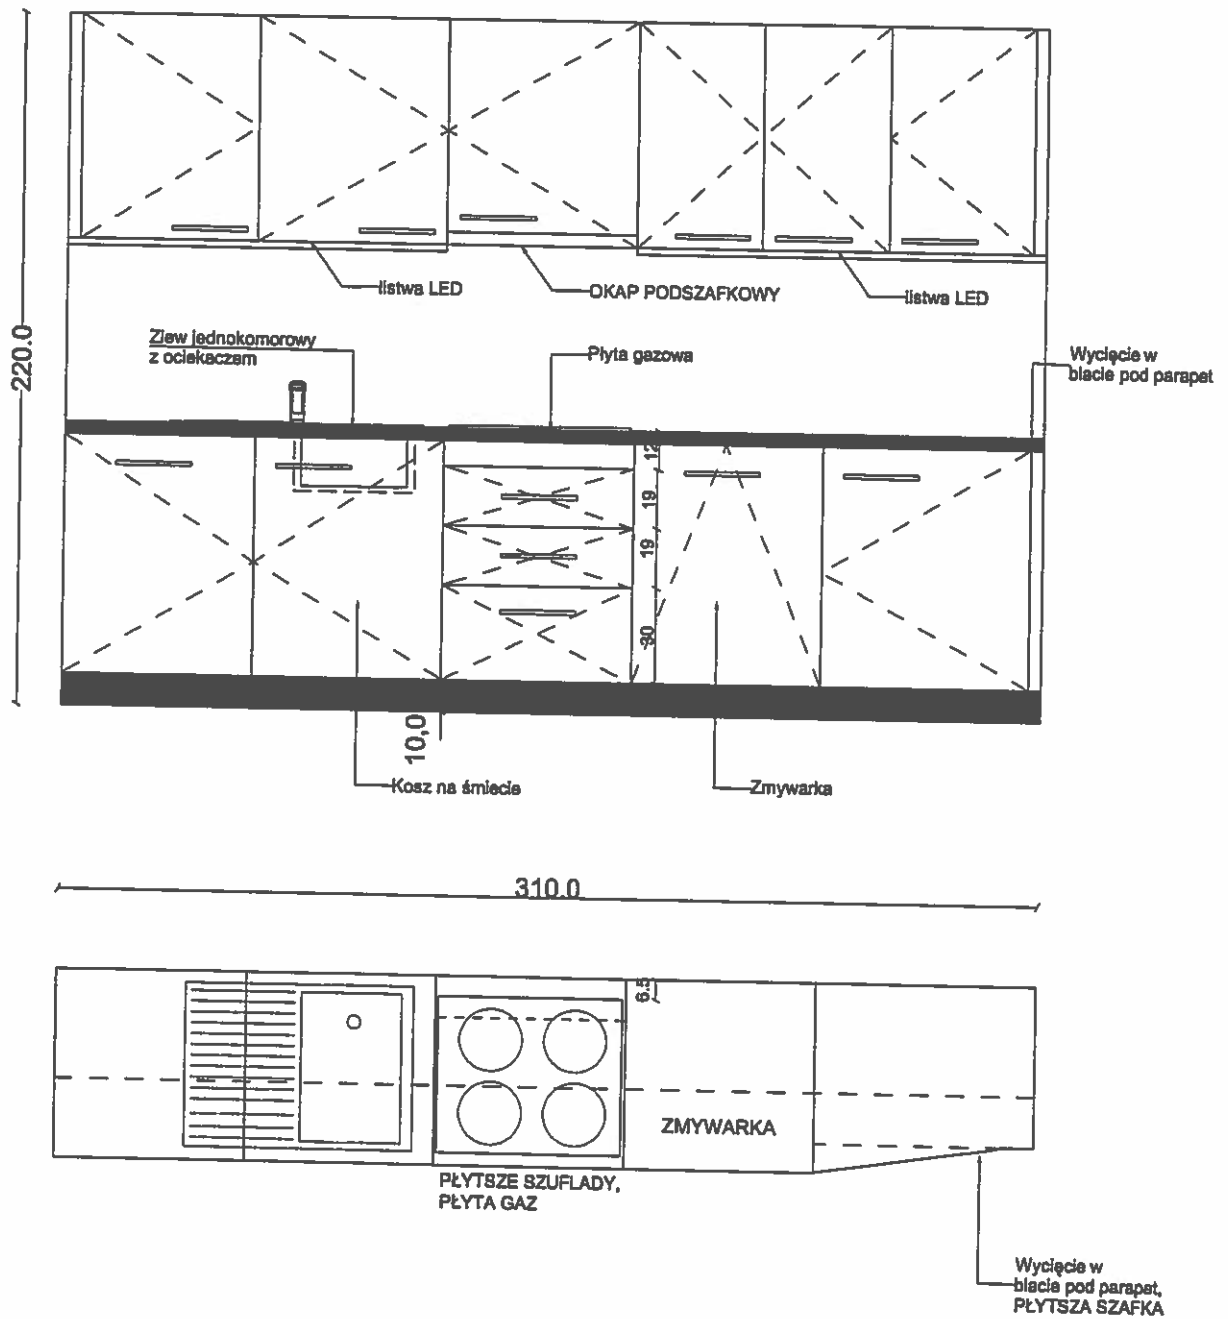 220.0
listwa LED
OKAP PODSZAFKOWY
listwa LED
Zlew jednokomorowy
z ociekaczem
Płyta gazowa
Wycięcie w
blacie pod parapet
12
19
19
30
10,0
Kosz na śmiecie
Zmywarka
310.0
6.5
ZMYWARKA
PŁYTSZE SZUFLADY,
PŁYTA GAZ
Wycięcie w
blacie pod parapet,
PŁYTSZA SZAFKA